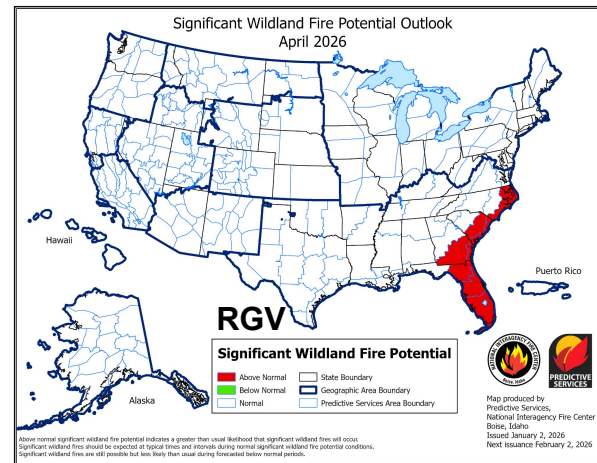 Significant Wildland Fire Potential Outlook
April 2026
Hawaii
Puerto Rico
RGV
Alaska
Significant Wildland Fire Potential
Above Normal
Below Normal
Normal
State Boundary
Geographic Area Boundary
Predictive Services Area Boundary
NATIONAL INTERAGENCY FIRE CENTER
Boise, Idaho
PREDICTIVE
SERVICES
Map produced by
Predictive Services,
National Interagency Fire Center
Boise, Idaho
Issued January 2, 2026
Next issuance February 2, 2026
Above normal significant wildland fire potential indicates a greater than usual likelihood that significant wildland fires will occur.
Significant wildland fires should be expected at typical times and intervals during normal significant wildland fire potential conditions.
Significant wildland fires are still possible but less likely than usual during forecasted below normal periods.